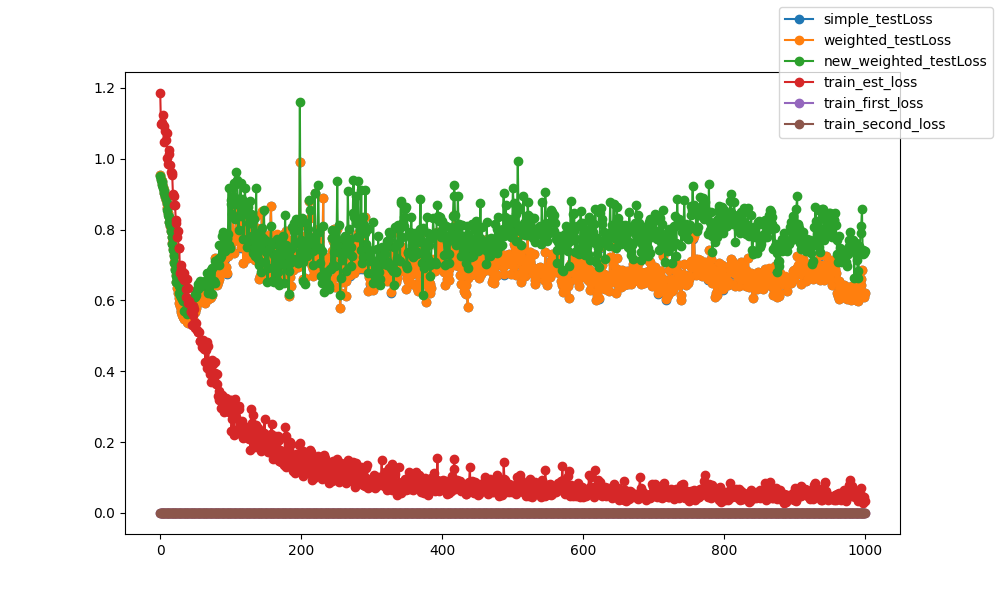 simple_testLoss
weighted_testLoss
new_weighted_testLoss
train_est_loss
train_first_loss
train_second_loss
1.2
1.0
0.8
0.6
0.4
0.2
0.0
0 200 400 600 800 1000